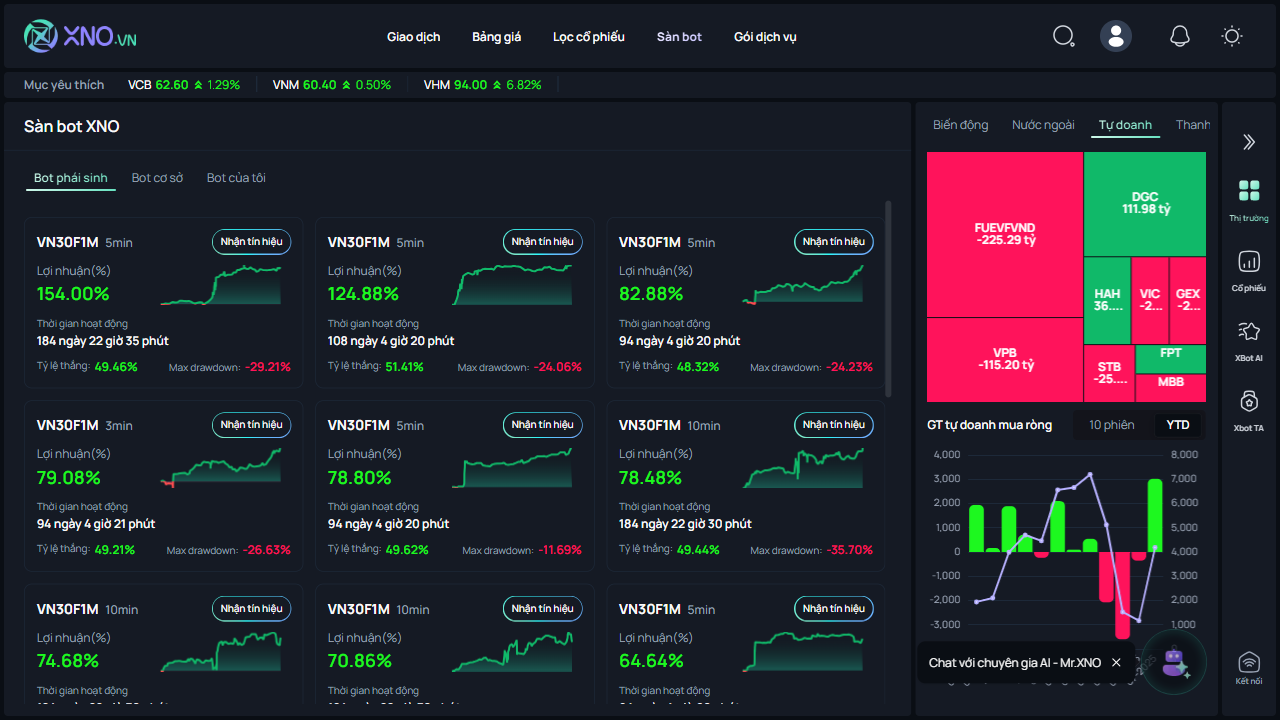 XNO.VN
Giao dịch Bảng giá Lọc cổ phiếu Sàn bot Gói dịch vụ
Mục yêu thích VCB 62.60 1.29% VNM 60.40 0.50% VHM 94.00 6.82%
Sàn bot XNO
Bot phái sinh Bot cơ sở Bot của tôi
VN30F1M 5min Nhận tín hiệu
Lợi nhuận(%)
154.00%
Thời gian hoạt động
184 ngày 22 giờ 35 phút
Tỷ lệ thắng: 49.46% Max drawdown: -29.21%
VN30F1M 5min Nhận tín hiệu
Lợi nhuận(%)
124.88%
Thời gian hoạt động
108 ngày 4 giờ 20 phút
Tỷ lệ thắng: 51.41% Max drawdown: -24.06%
VN30F1M 5min Nhận tín hiệu
Lợi nhuận(%)
82.88%
Thời gian hoạt động
94 ngày 4 giờ 20 phút
Tỷ lệ thắng: 48.32% Max drawdown: -24.23%
VN30F1M 3min Nhận tín hiệu
Lợi nhuận(%)
79.08%
Thời gian hoạt động
94 ngày 4 giờ 21 phút
Tỷ lệ thắng: 49.21% Max drawdown: -26.63%
VN30F1M 5min Nhận tín hiệu
Lợi nhuận(%)
78.80%
Thời gian hoạt động
94 ngày 4 giờ 20 phút
Tỷ lệ thắng: 49.62% Max drawdown: -11.69%
VN30F1M 10min Nhận tín hiệu
Lợi nhuận(%)
78.48%
Thời gian hoạt động
184 ngày 22 giờ 30 phút
Tỷ lệ thắng: 49.44% Max drawdown: -35.70%
VN30F1M 10min Nhận tín hiệu
Lợi nhuận(%)
74.68%
Thời gian hoạt động
VN30F1M 10min Nhận tín hiệu
Lợi nhuận(%)
70.86%
Thời gian hoạt động
VN30F1M 5min Nhận tín hiệu
Lợi nhuận(%)
64.64%
Thời gian hoạt động
Biến động Nước ngoài Tự doanh Thanh
FUEVFVND
-225.29 tỷ
DGC
111.98 tỷ
HAH
36....
VIC
-2...
GEX
-2...
VPB
-115.20 tỷ
STB
-25....
FPT
MBB
GT tự doanh mua ròng 10 phiên YTD
4,000 8,000
3,000 7,000
2,000 6,000
1,000 5,000
0 4,000
-1,000 3,000
-2,000 2,000
-3,000 1,000
Chat với chuyên gia AI - Mr.XNO
Thị trường
Cổ phiếu
XBot AI
Xbot TA
Kết nối